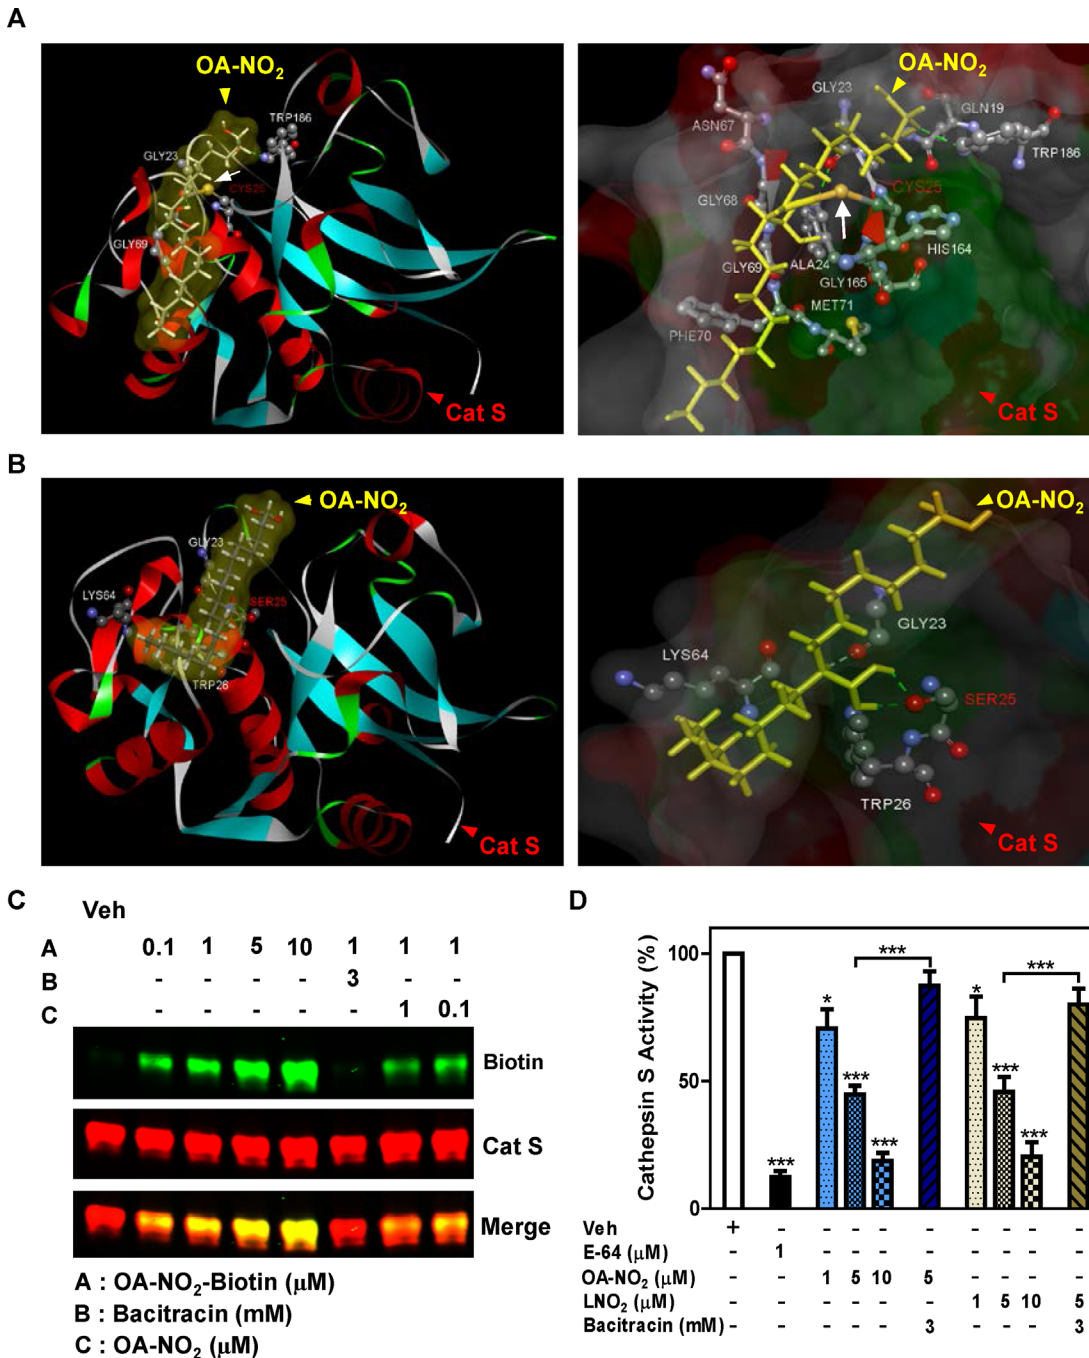 A
OA-NO2
TRP186
GLY23
CYS25
GLY69
Cat S
OA-NO2
GLY23
GLN19
ASN67
TRP186
CYS25
GLY68
HIS164
GLY69
ALA24
GLY165
MET71
PHE70
Cat S
B
OA-NO2
GLY23
LYS64
SER25
TRP26
Cat S
OA-NO2
GLY23
LYS64
SER25
TRP26
Cat S
C
Veh
A 0.1 1 5 10 1 1 1
B - - - - 3 - -
C - - - - - 1 0.1
Biotin
Cat S
Merge
A : OA-NO2-Biotin (μM)
B : Bacitracin (mM)
C : OA-NO2 (μM)
D
Cathepsin S Activity (%)
100
50
0
*** * *** *** *** * *** *** ***
Veh + - - - - - - - - -
E-64 (μM) - 1 - - - - - - - -
OA-NO2 (μM) - - 1 5 10 5 - - - -
LNO2 (μM) - - - - - - 1 5 10 5
Bacitracin (mM) - - - - - 3 - - - 3